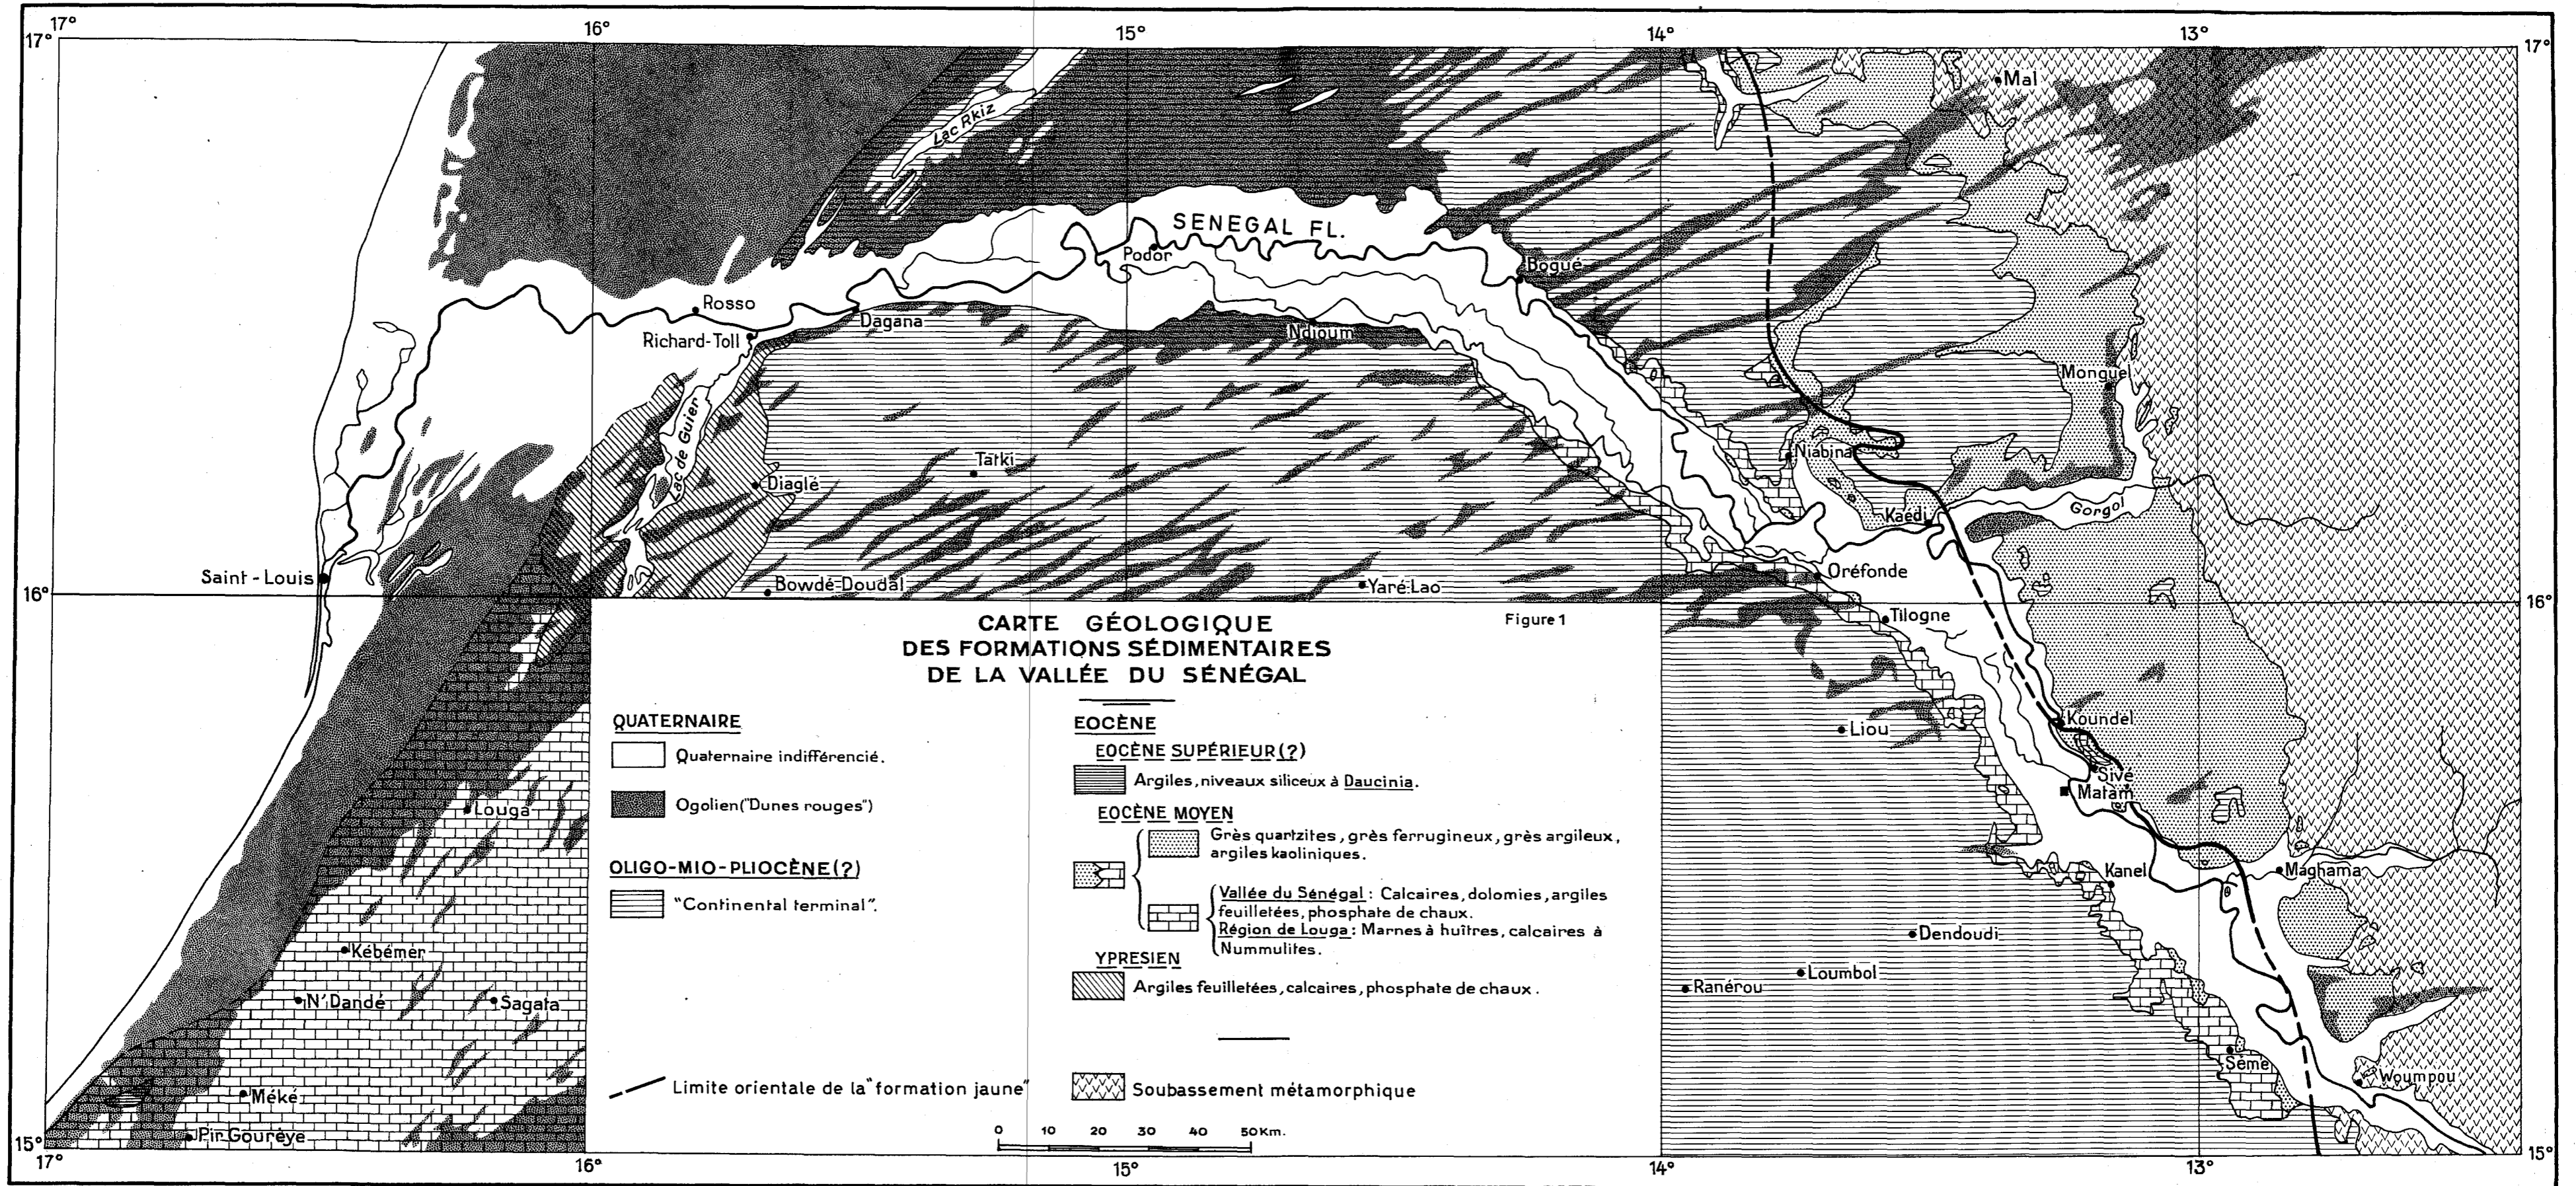 17° 16° 15° 14° 13°
17° 17°
Mal
Lac Rkiz
SENEGAL FL.
Podor
Bogué
Rosso
Dagana
Richard-Toll
Ndioum
Monguel
Lac de Guier
Niabina
Tatki
Diaglé
Gorgol
Kaédi
Saint-Louis
Oréfonde
Bowdé-Doudal
Yaré-Lao
16° 16°
Tilogne
Figure 1
CARTE GÉOLOGIQUE
DES FORMATIONS SÉDIMENTAIRES
DE LA VALLÉE DU SÉNÉGAL
Koundel
Liou
Sivé
Matam
Louga
Kanel
Maghama
Dendoudi
Kébémer
Loumbol
Ranérou
N'Dandé
Sagata
Sémé
Woumpou
Méké
Pir Gourêye
QUATERNAIRE
Quaternaire indifférencié.
Ogolien("Dunes rouges")
OLIGO-MIO-PLIOCÈNE(?)
"Continental terminal".
EOCÈNE
EOCÈNE SUPÉRIEUR(?)
Argiles, niveaux siliceux à Daucinia.
EOCÈNE MOYEN
Grès quartzites, grès ferrugineux, grès argileux,
argiles kaoliniques.
Vallée du Sénégal: Calcaires, dolomies, argiles
feuilletées, phosphate de chaux.
Région de Louga: Marnes à huîtres, calcaires à
Nummulites.
YPRESIEN
Argiles feuilletées, calcaires, phosphate de chaux.
Limite orientale de la "formation jaune"
Soubassement métamorphique
0 10 20 30 40 50Km.
15° 15°
17° 16° 15° 14° 13°